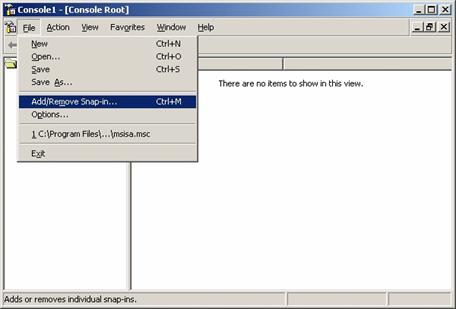 Console1 - [Console Root]
File Action View Favorites Window Help
New Ctrl+N
Open... Ctrl+O
Save Ctrl+S
Save As...
Add/Remove Snap-in... Ctrl+M
Options...
1 C:\Program Files\...\msisa.msc
Exit
There are no items to show in this view.
Adds or removes individual snap-ins.